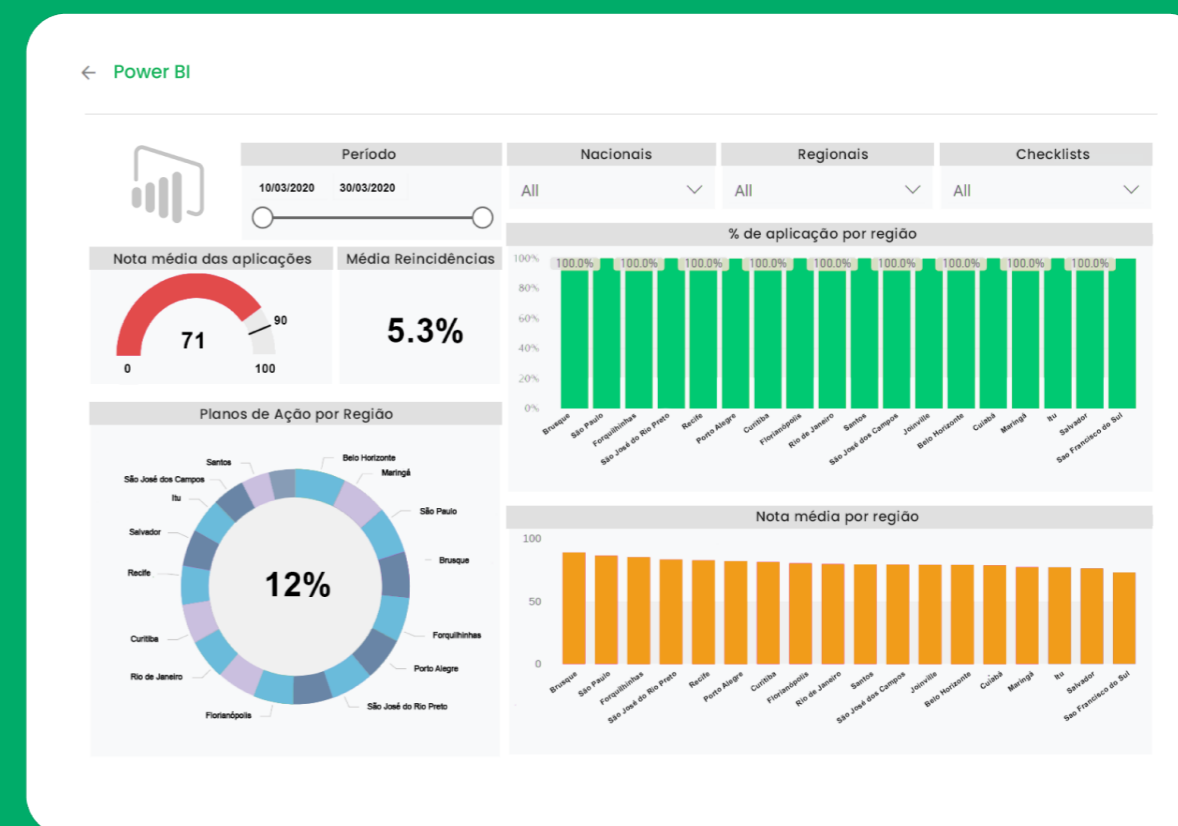 ← Power BI
Período
Nacionais
Regionais
Checklists
10/03/2020 30/03/2020
All
All
All
Nota média das aplicações
71
0
90
100
Média Reincidências
5.3%
% de aplicação por região
100%
80%
60%
40%
20%
0%
100.0% 100.0% 100.0% 100.0% 100.0% 100.0% 100.0% 100.0% 100.0%
Brusque
São Paulo
Forquilhinhas
São José do Rio Preto
Recife
Porto Alegre
Curitiba
Florianópolis
Rio de Janeiro
Santos
São José dos Campos
Joinville
Belo Horizonte
Cuiabá
Maringá
Itu
Salvador
Sao Francisco do Sul
Planos de Ação por Região
12%
Belo Horizonte
Maringá
São Paulo
Brusque
Forquilhinhas
Porto Alegre
São José do Rio Preto
Florianópolis
Rio de Janeiro
Curitiba
Recife
Salvador
Itu
São José dos Campos
Santos
Nota média por região
100
50
0
Brusque
São Paulo
Forquilhinhas
São José do Rio Preto
Recife
Porto Alegre
Curitiba
Florianópolis
Rio de Janeiro
Santos
São José dos Campos
Joinville
Belo Horizonte
Cuiabá
Maringá
Itu
Salvador
Sao Francisco do Sul